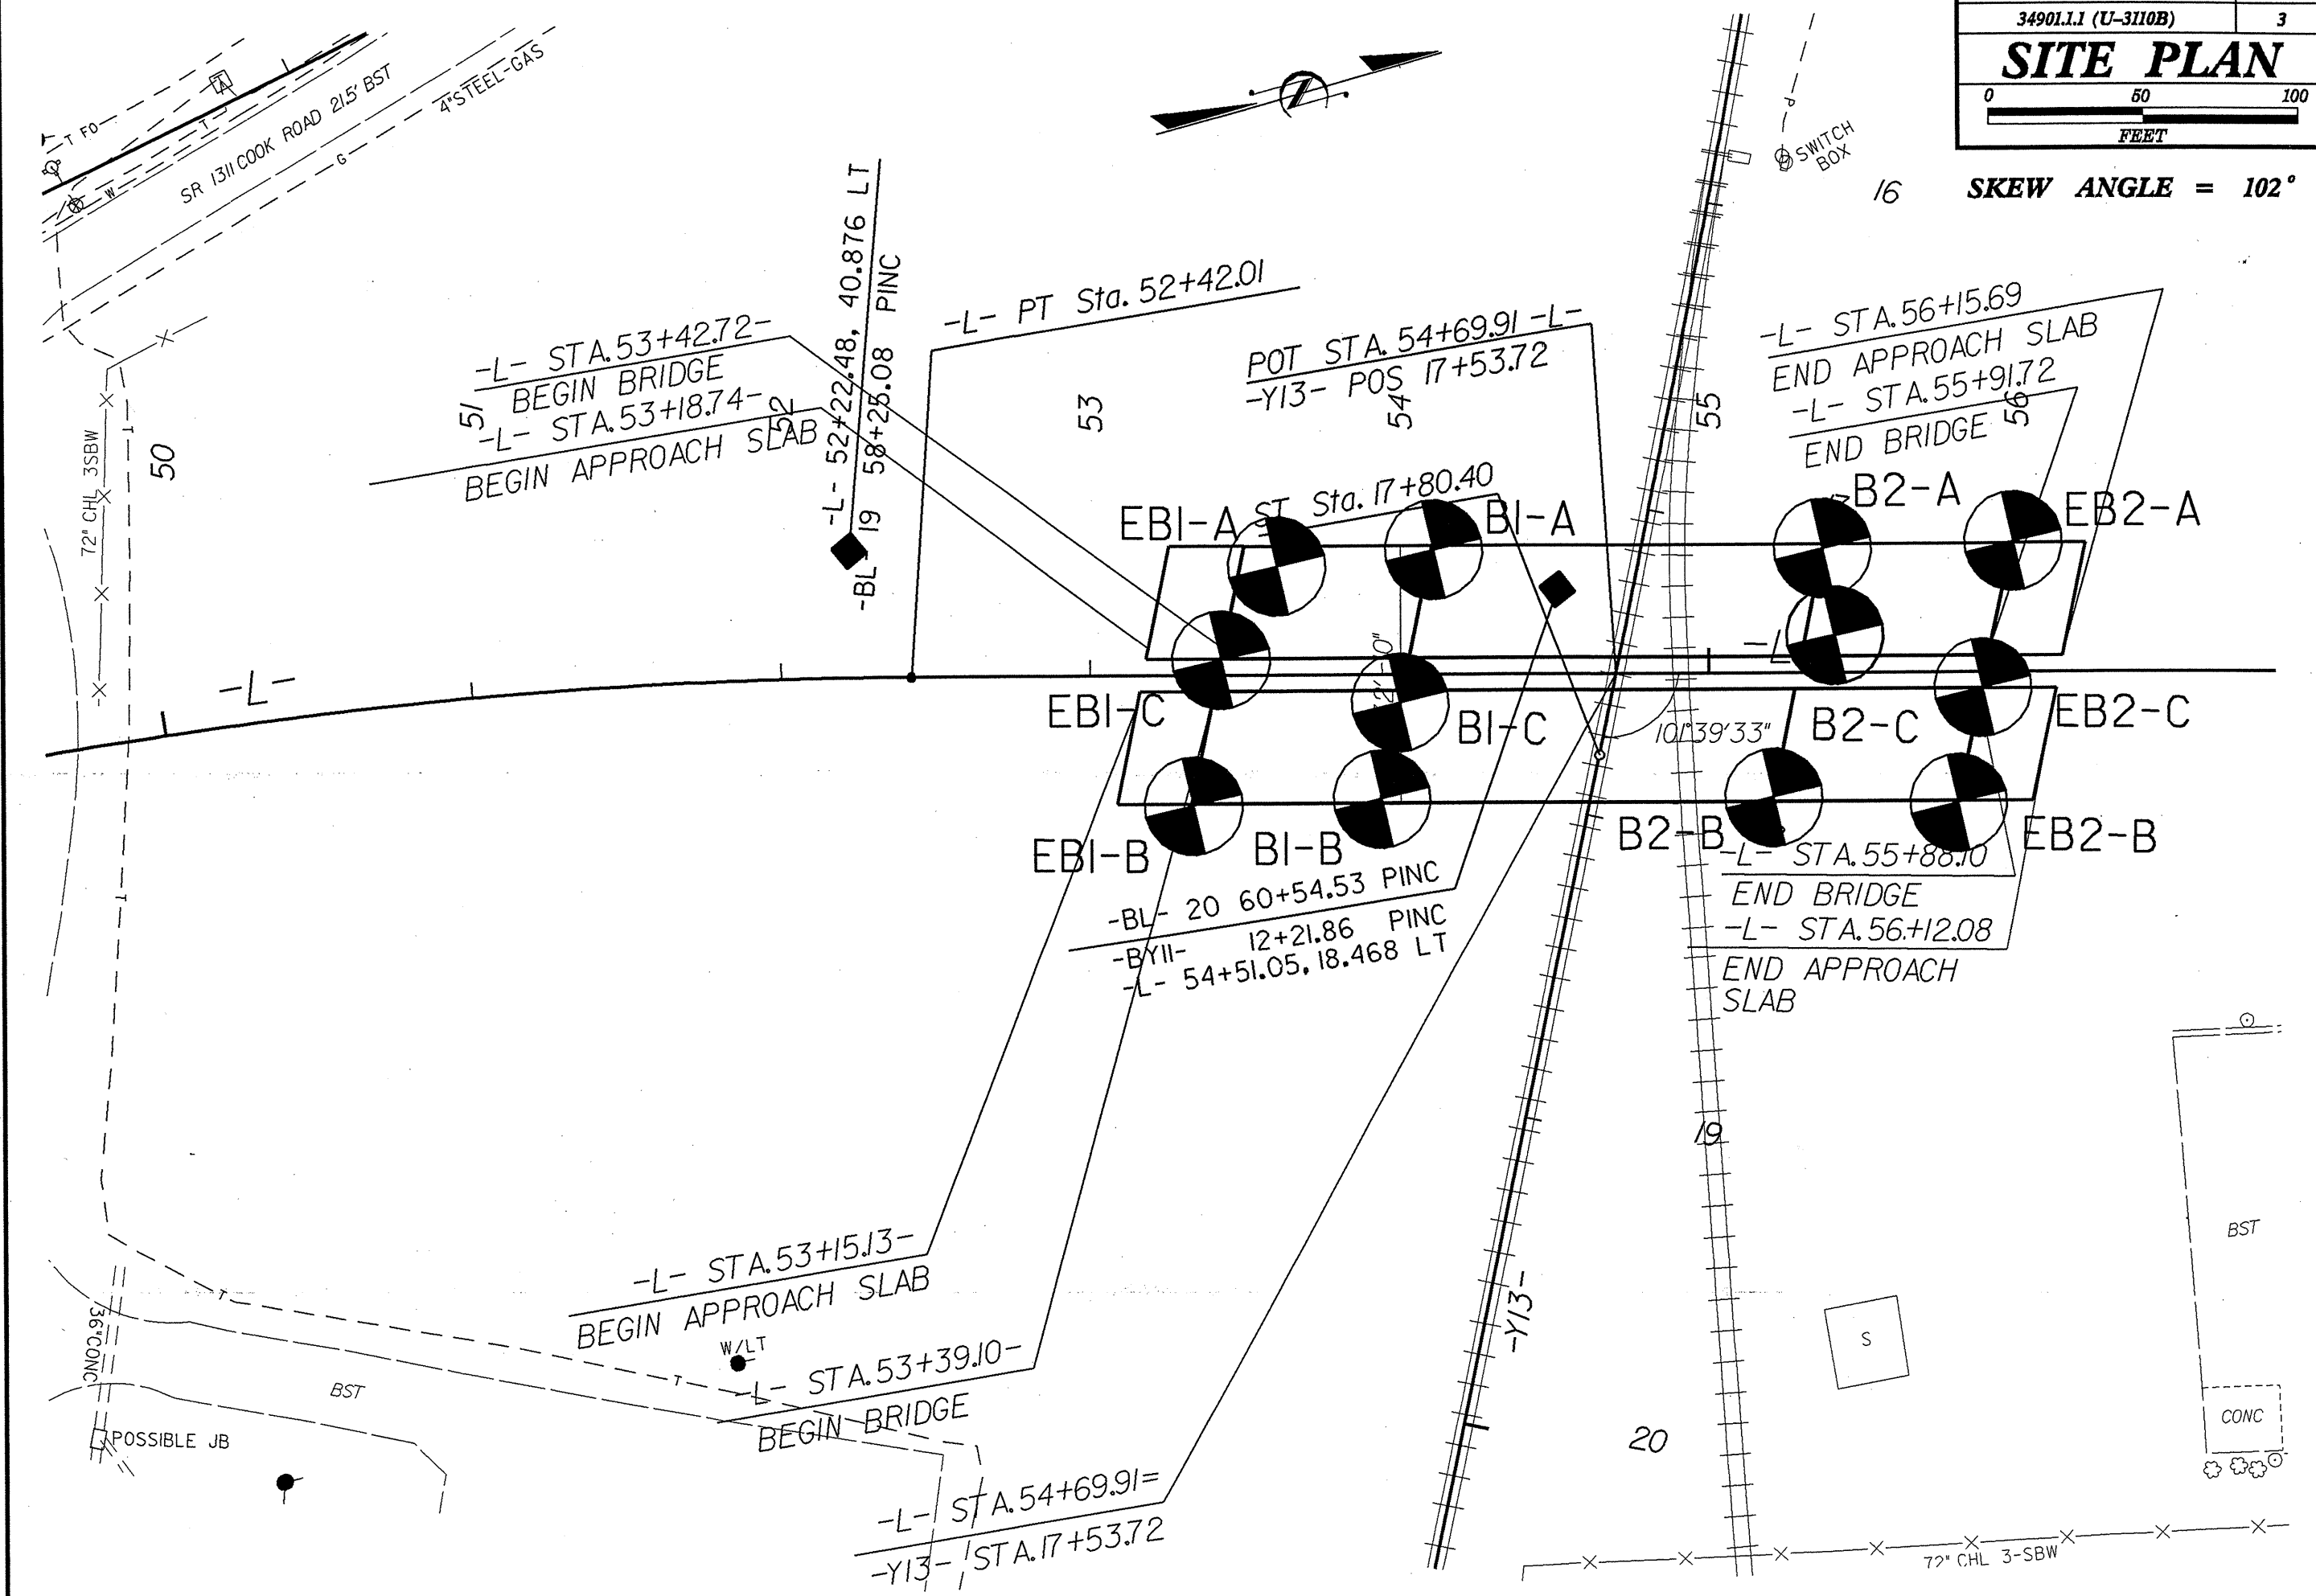 34901.1.1 (U-3110B) 3
SITE PLAN
0 50 100
FEET
SKEW ANGLE = 102°
T FO
A
T
W
SR 1311 COOK ROAD 21.5' BST
4"STEEL-GAS
G
P
SWITCH
BOX
16
-L- 52+22.48, 40.876 LT
-BL- 19 58+25.08 PINC
-L- PT Sta. 52+42.01
-L- STA. 53+42.72-
BEGIN BRIDGE
-L- STA. 53+18.74-
BEGIN APPROACH SLAB
POT STA. 54+69.91 -L-
-Y13- POS 17+53.72
-L- STA. 56+15.69
END APPROACH SLAB
-L- STA. 55+91.72
END BRIDGE
50
51
52
53
54
55
56
72" CHL 3SBW
T
ST Sta. 17+80.40
EB1-A
B1-A
B2-A
EB2-A
-L-
-L
EB1-C
B1-C
101°39'33"
B2-C
EB2-C
EB1-B
B1-B
B2-B
EB2-B
-L- STA. 55+88.10
END BRIDGE
-L- STA. 56+12.08
END APPROACH
SLAB
-BL- 20 60+54.53 PINC
-BY11- 12+21.86 PINC
-L- 54+51.05, 18.468 LT
T
19
-L- STA. 53+15.13-
BEGIN APPROACH SLAB
W/LT
-L- STA. 53+39.10-
BEGIN BRIDGE
-L- STA. 54+69.91=
-Y13- STA. 17+53.72
-Y13-
T
T
36"CONC
BST
POSSIBLE JB
S
BST
CONC
20
72" CHL 3-SBW